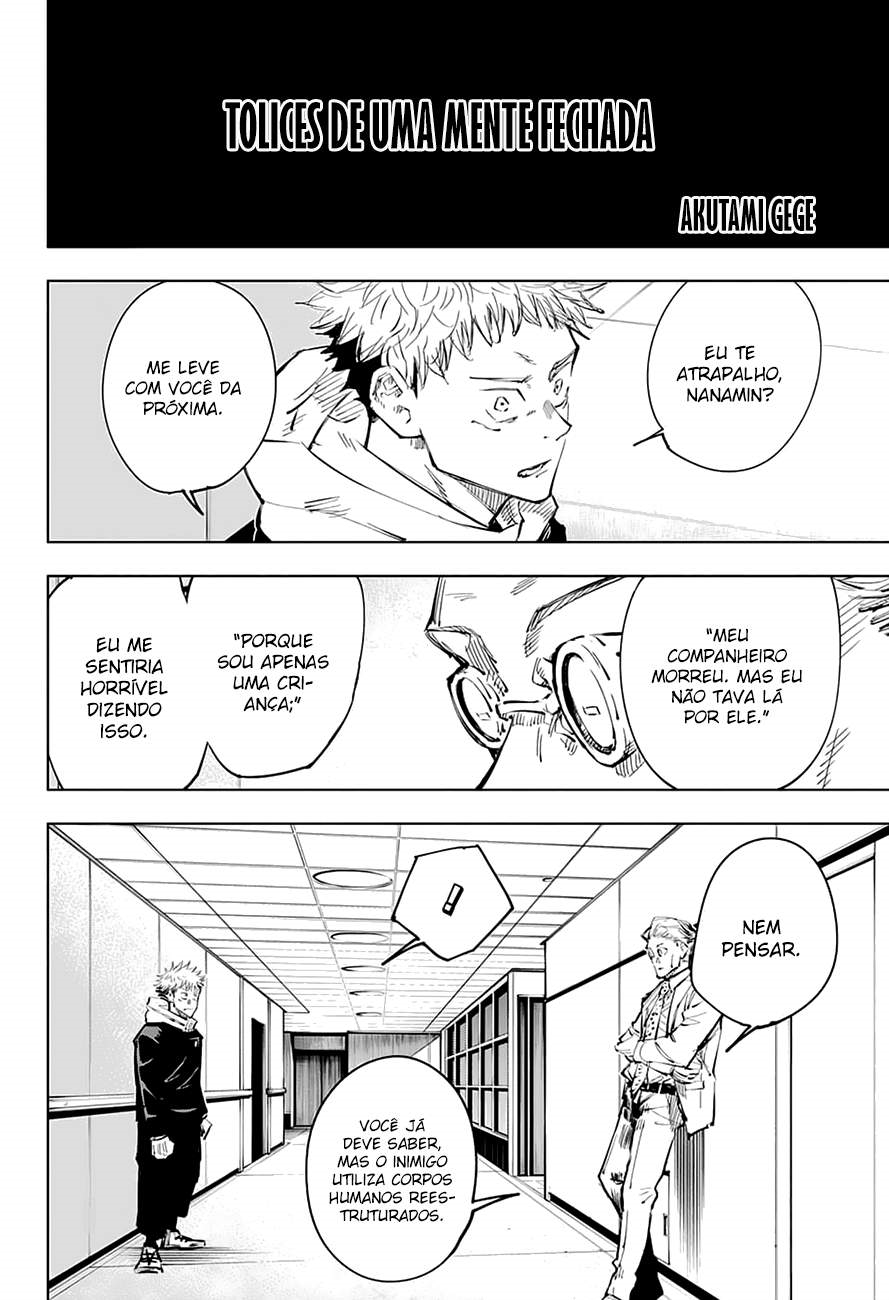 TOLICES DE UMA MENTE FECHADA
AKUTAMI GEGE
EU TE
ATRAPALHO,
NANAMIN?
ME LEVE
COM VOCÊ DA
PRÓXIMA.
"MEU
COMPANHEIRO
MORREU. MAS EU
NÃO TAVA LÁ
POR ELE."
"PORQUE
SOU APENAS
UMA CRI-
ANÇA;"
EU ME
SENTIRIA
HORRÍVEL
DIZENDO
ISSO.
NEM
PENSAR.
!
VOCÊ JÁ
DEVE SABER,
MAS O INIMIGO
UTILIZA CORPOS
HUMANOS REES-
TRUTURADOS.